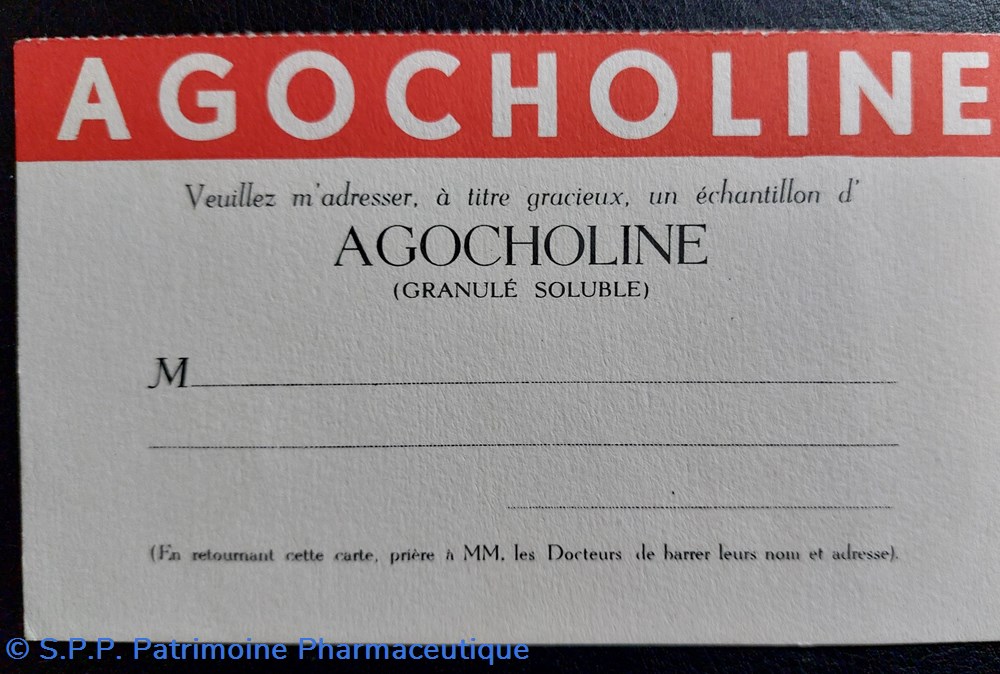 AGOCHOLINE
Veuillez m'adresser, à titre gracieux, un échantillon d'
AGOCHOLINE
(GRANULÉ SOLUBLE)
M
(En retournant cette carte, prière à MM. les Docteurs de barrer leurs nom et adresse).
© S.P.P. Patrimoine Pharmaceutique